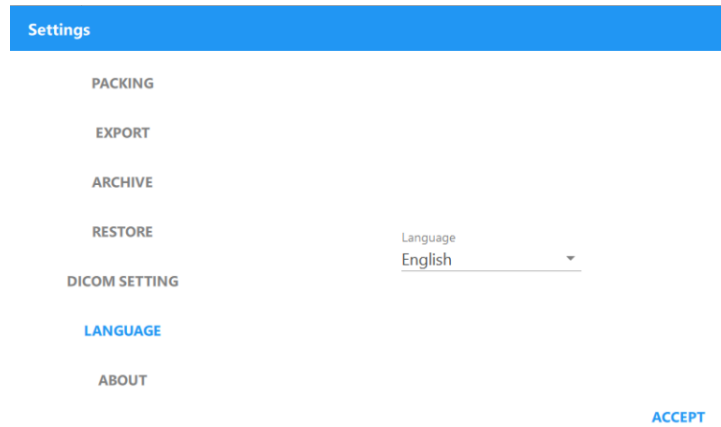 Settings
PACKING
EXPORT
ARCHIVE
RESTORE
DICOM SETTING
LANGUAGE
ABOUT
Language
English
ACCEPT